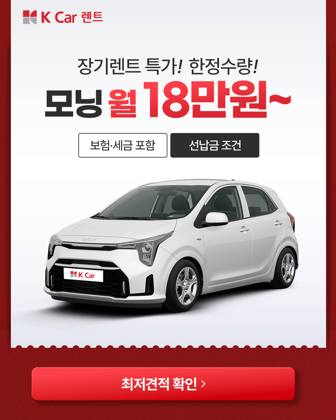 K Car 렌트
장기렌트 특가! 한정수량!
모닝 월 18만원~
보험·세금 포함
선납금 조건
K Car
최저견적 확인 >